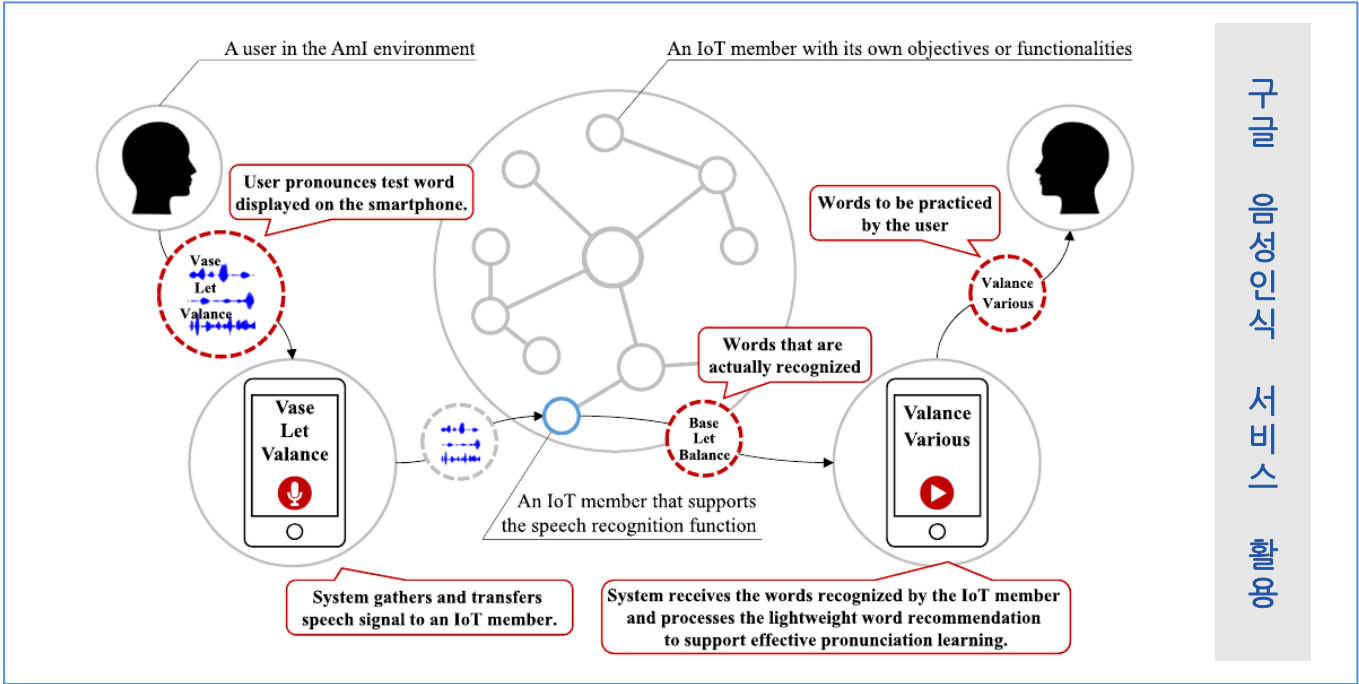 A user in the AmI environment
An IoT member with its own objectives or functionalities
User pronounces test word
displayed on the smartphone.
Vase
Let
Valance
Vase
Let
Valance
System gathers and transfers
speech signal to an IoT member.
An IoT member that supports
the speech recognition function
Words that are
actually recognized
Base
Let
Balance
Valance
Various
System receives the words recognized by the IoT member
and processes the lightweight word recommendation
to support effective pronunciation learning.
Words to be practiced
by the user
Valance
Various
구글 음성인식 서비스 활용